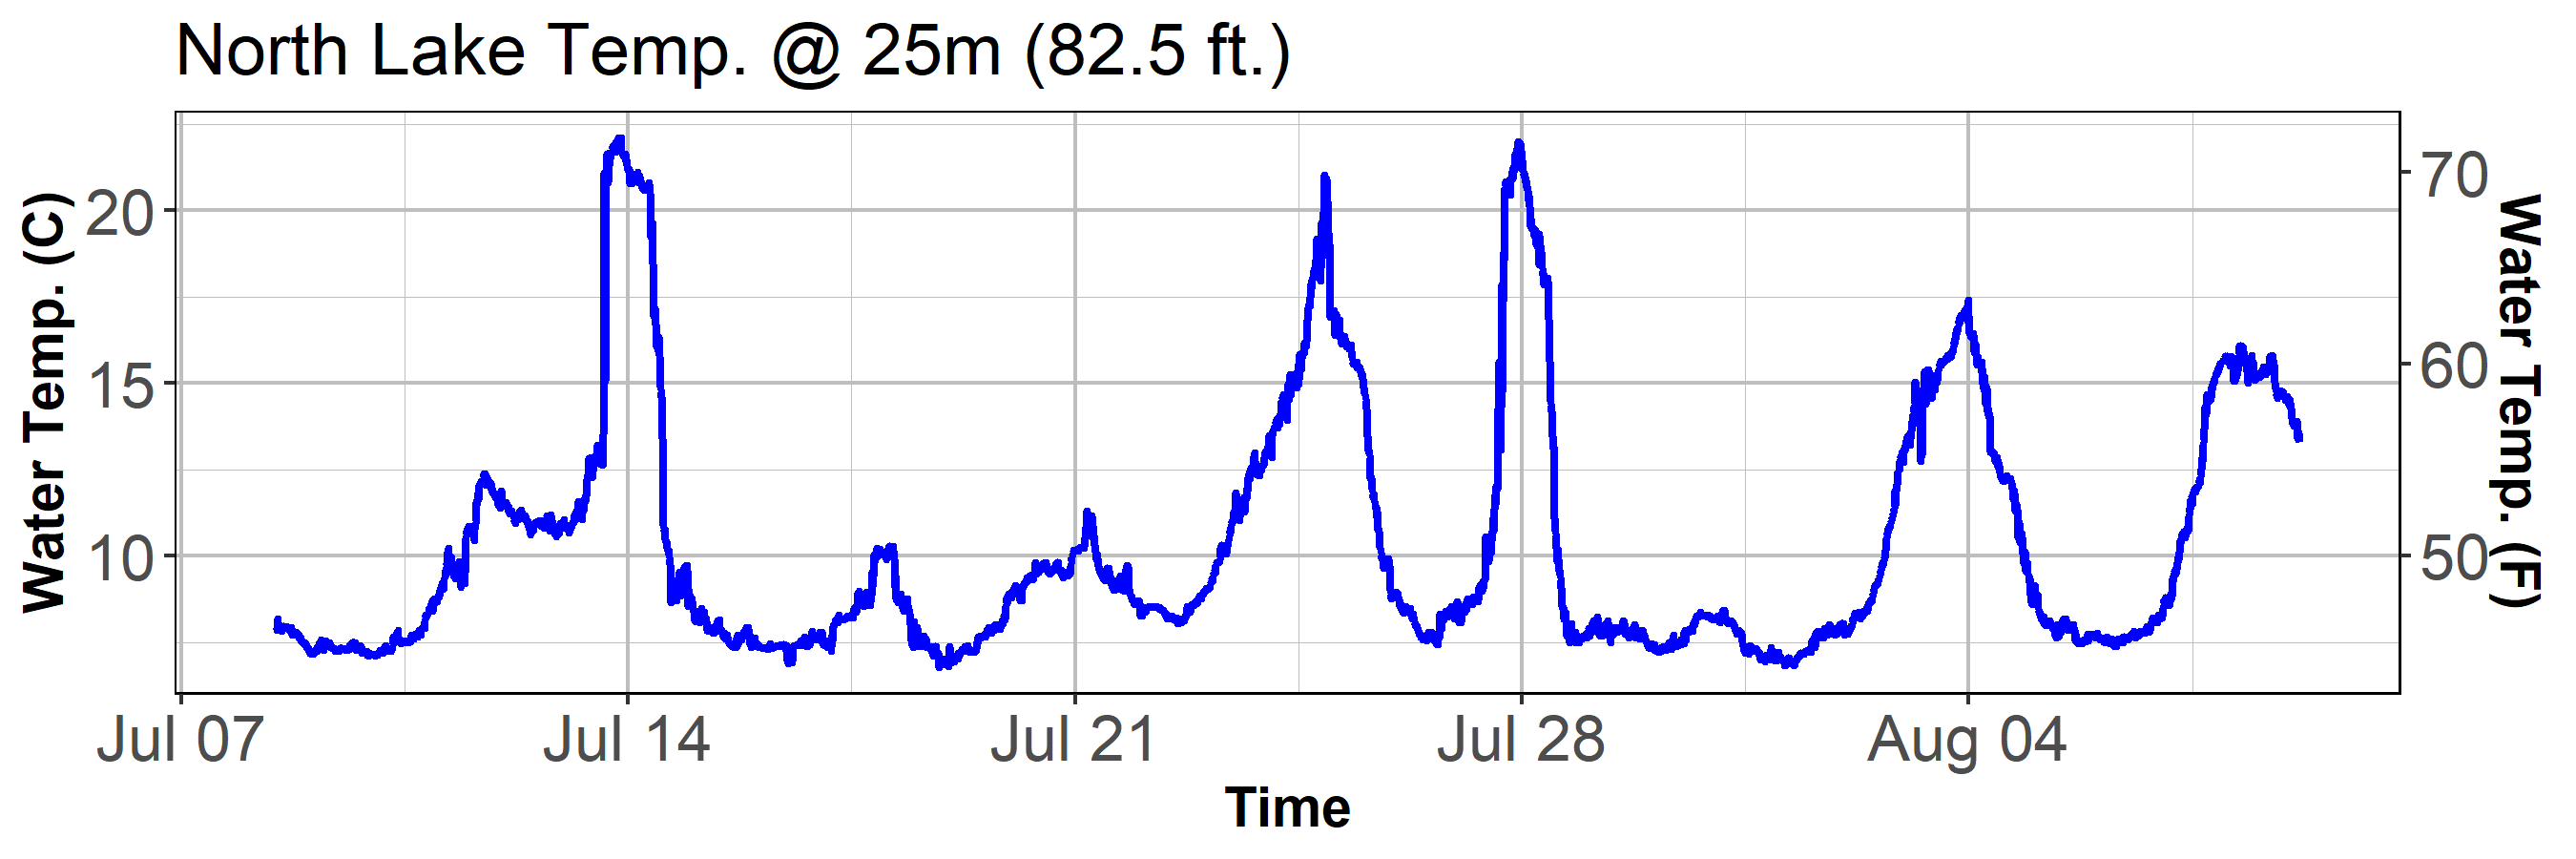 North Lake Temp. @ 25m (82.5 ft.)
Water Temp. (C)
20
15
10
70
60
50
Water Temp. (F)
Jul 07
Jul 14
Jul 21
Jul 28
Aug 04
Time